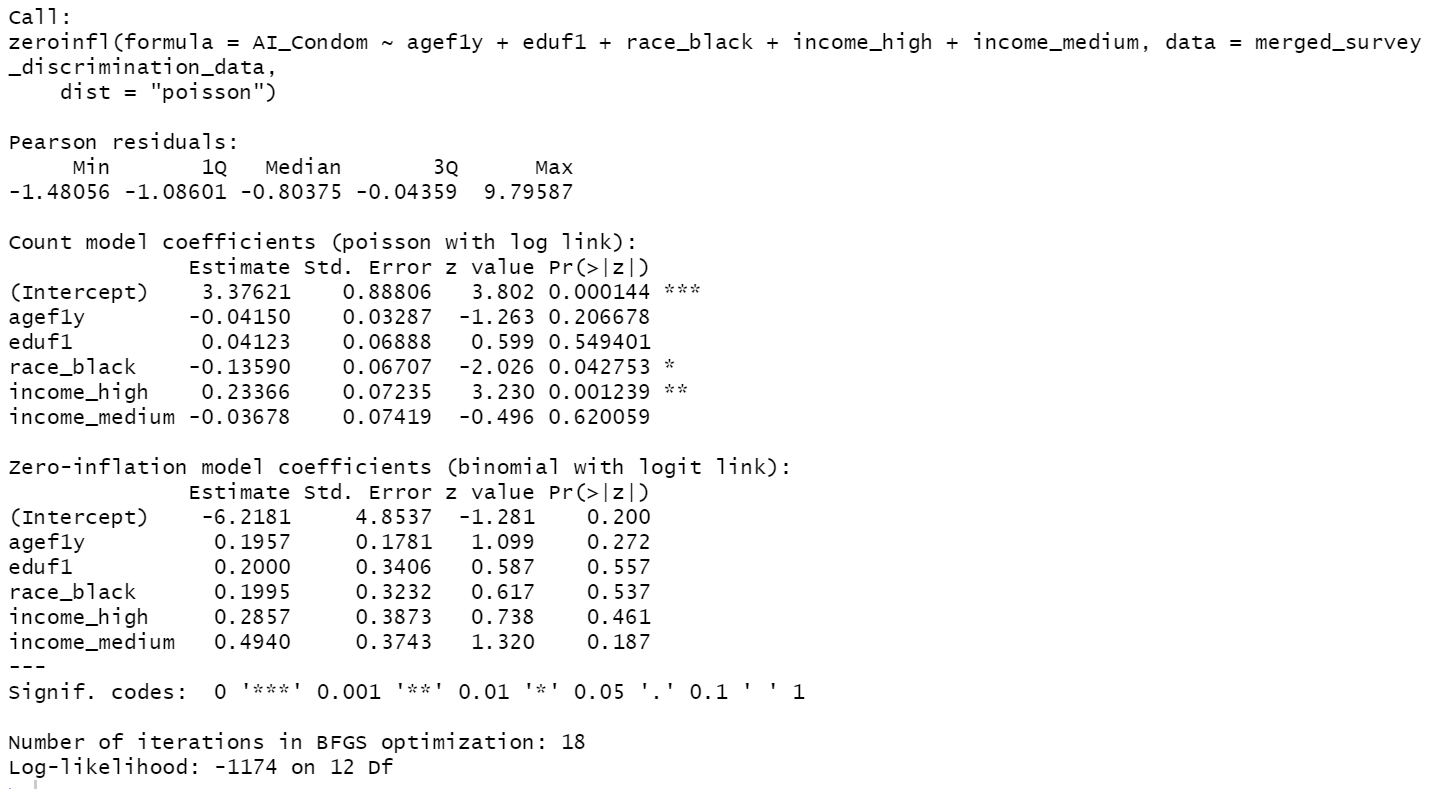 Call:
zeroinfl(formula = AI_Condom ~ agef1y + eduf1 + race_black + income_high + income_medium, data = merged_survey
_discrimination_data,
    dist = "poisson")

Pearson residuals:
     Min       1Q   Median       3Q      Max
-1.48056 -1.08601 -0.80375 -0.04359  9.79587

Count model coefficients (poisson with log link):
              Estimate Std. Error z value Pr(>|z|)
(Intercept)    3.37621    0.88806   3.802 0.000144 ***
agef1y        -0.04150    0.03287  -1.263 0.206678
eduf1          0.04123    0.06888   0.599 0.549401
race_black    -0.13590    0.06707  -2.026 0.042753 *
income_high    0.23366    0.07235   3.230 0.001239 **
income_medium -0.03678    0.07419  -0.496 0.620059

Zero-inflation model coefficients (binomial with logit link):
              Estimate Std. Error z value Pr(>|z|)
(Intercept)    -6.2181     4.8537  -1.281    0.200
agef1y          0.1957     0.1781   1.099    0.272
eduf1           0.2000     0.3406   0.587    0.557
race_black      0.1995     0.3232   0.617    0.537
income_high     0.2857     0.3873   0.738    0.461
income_medium   0.4940     0.3743   1.320    0.187
---
Signif. codes:  0 '***' 0.001 '**' 0.01 '*' 0.05 '.' 0.1 ' ' 1

Number of iterations in BFGS optimization: 18
Log-likelihood: -1174 on 12 Df